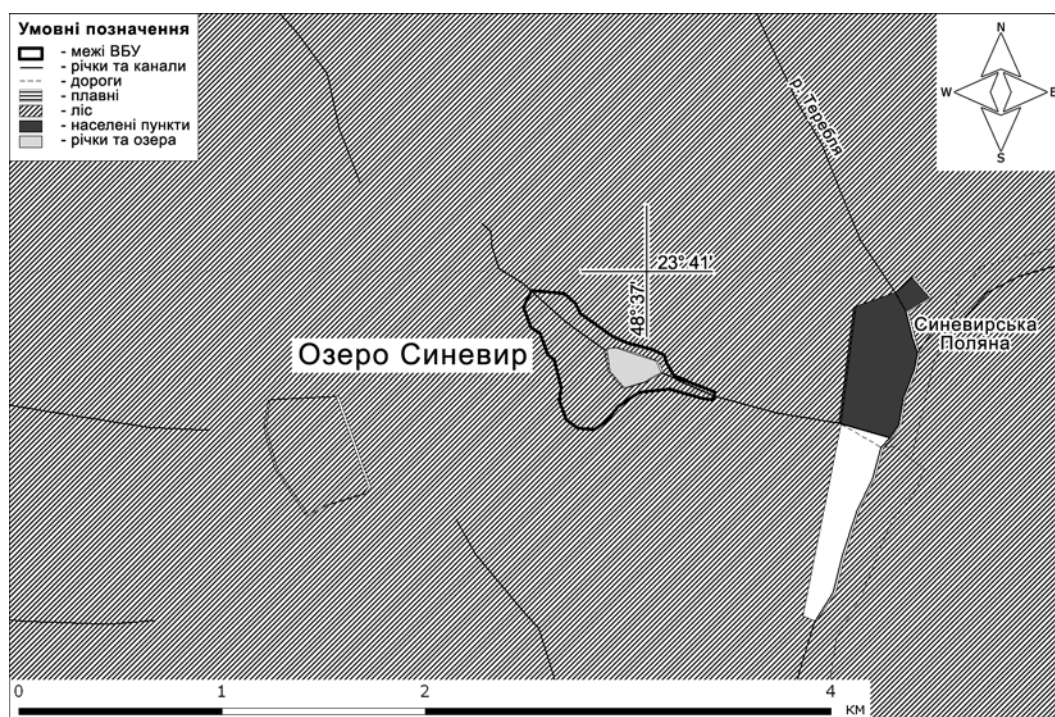 Умовні позначення
- межі ВБУ
- річки та канали
- дороги
- плавні
- ліс
- населені пункти
- річки та озера
N
W
E
S
р. Теребля
23° 41'
48° 37'
Синевирська
Поляна
Озеро Синевир
0 1 2 4
км